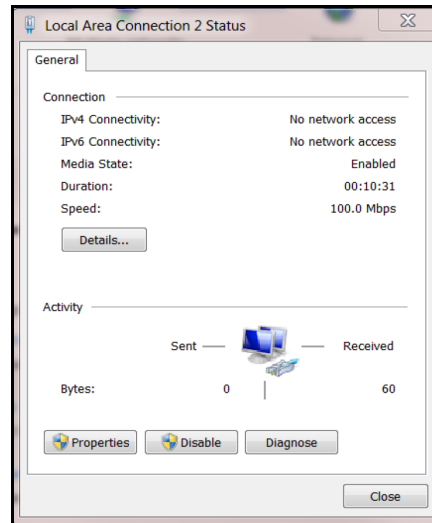 Local Area Connection 2 Status
General
Connection
IPv4 Connectivity: No network access
IPv6 Connectivity: No network access
Media State: Enabled
Duration: 00:10:31
Speed: 100.0 Mbps
Details...
Activity
Sent Received
Bytes: 0 60
Properties Disable Diagnose
Close